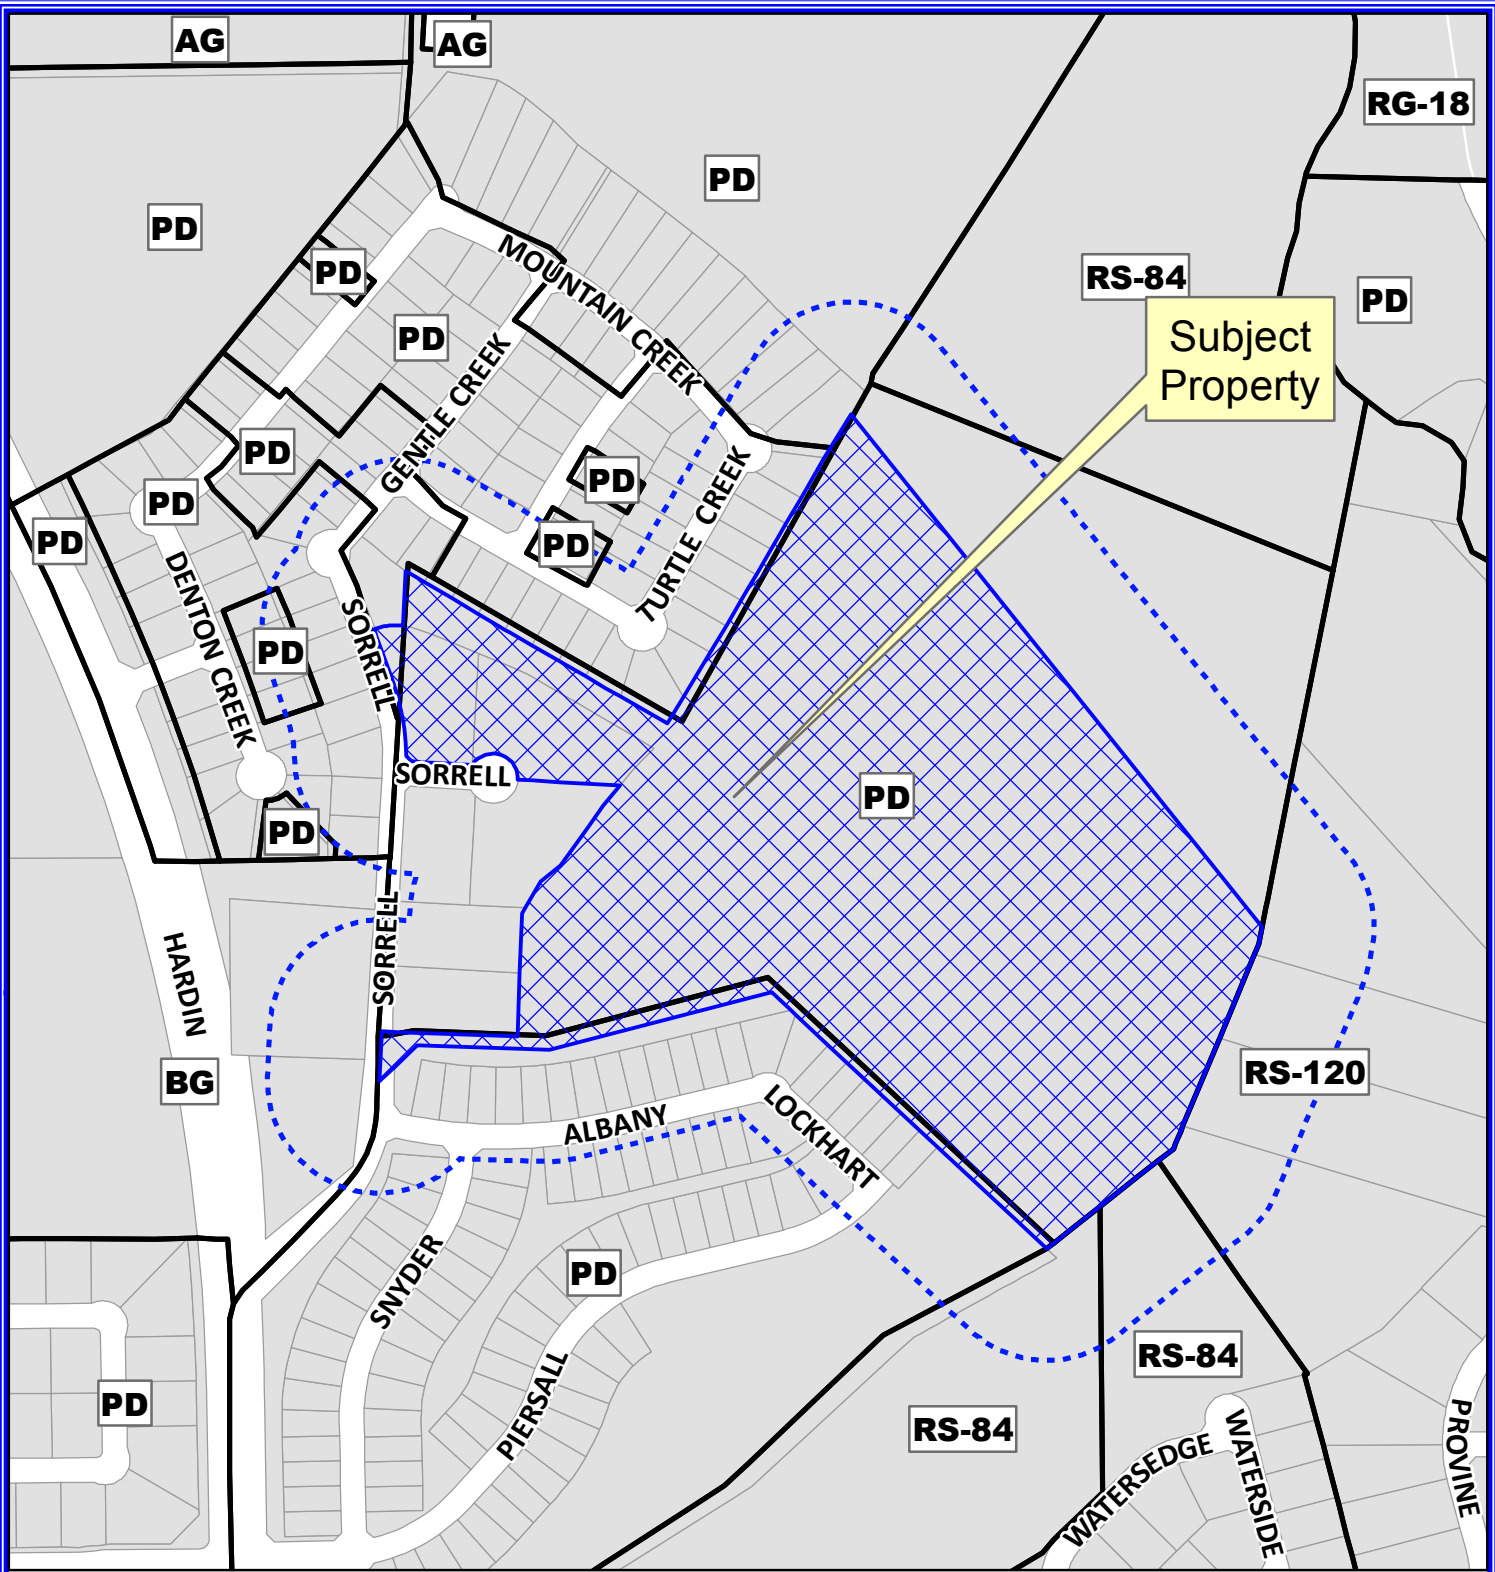 AG
AG
RG-18
PD
PD
PD
RS-84
PD
Subject
Property
MOUNTAIN CREEK
PD
GENTLE CREEK
PD
PD
PD
PD
PD
TURTLE CREEK
DENTON CREEK
SORRELL
PD
SORRELL
PD
PD
SORRELL
HARDIN
BG
RS-120
LOCKHART
ALBANY
SNYDER
PD
PIERSALL
RS-84
PD
RS-84
WATERSEDGE
WATERSIDE
PROVINE